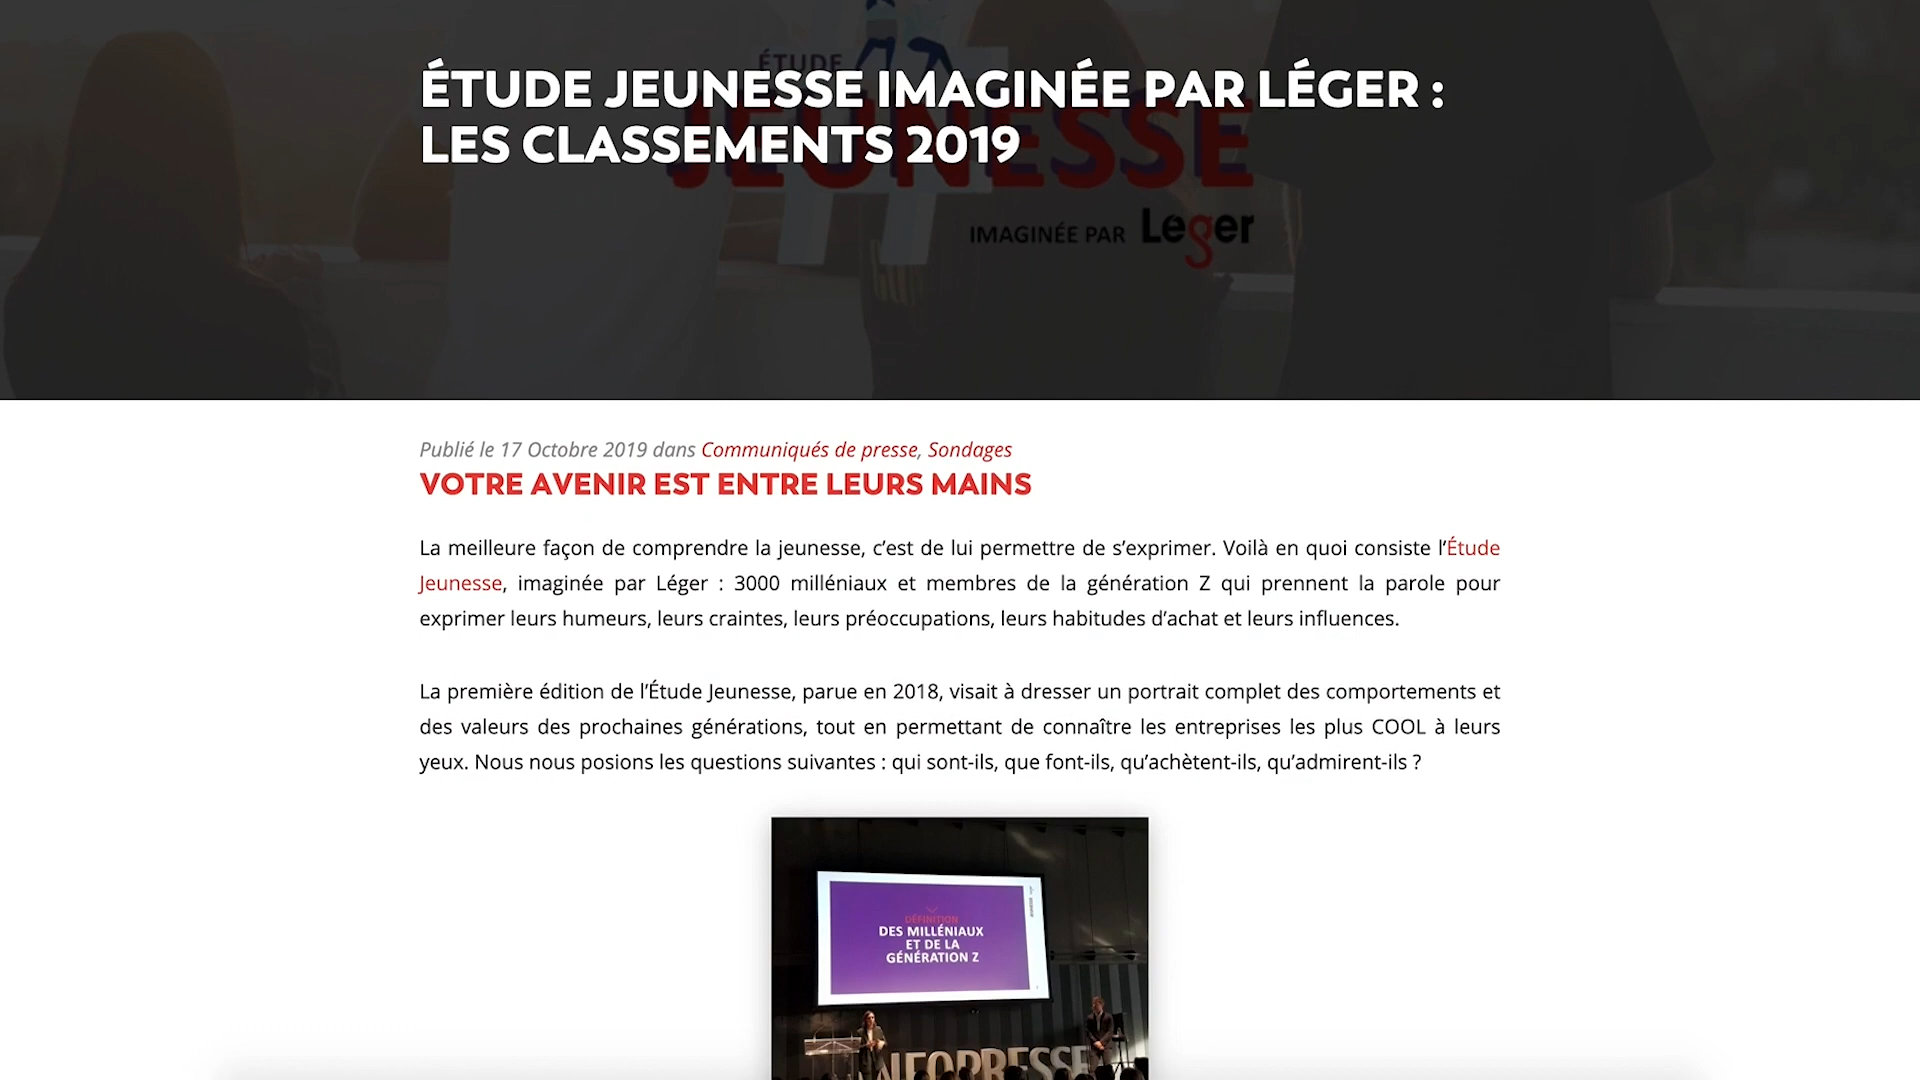 ÉTUDE
ÉTUDE JEUNESSE IMAGINÉE PAR LÉGER :
LES CLASSEMENTS 2019
JEUNESSE
IMAGINÉE PAR Leger
Publié le 17 Octobre 2019 dans Communiqués de presse, Sondages
VOTRE AVENIR EST ENTRE LEURS MAINS
La meilleure façon de comprendre la jeunesse, c’est de lui permettre de s’exprimer. Voilà en quoi consiste l’Étude
Jeunesse, imaginée par Léger : 3000 milléniaux et membres de la génération Z qui prennent la parole pour
exprimer leurs humeurs, leurs craintes, leurs préoccupations, leurs habitudes d’achat et leurs influences.
La première édition de l’Étude Jeunesse, parue en 2018, visait à dresser un portrait complet des comportements et
des valeurs des prochaines générations, tout en permettant de connaître les entreprises les plus COOL à leurs
yeux. Nous nous posions les questions suivantes : qui sont-ils, que font-ils, qu’achètent-ils, qu’admirent-ils ?
DÉFINITION
DES MILLÉNIAUX
ET DE LA
GÉNÉRATION Z
INFOPRESSE